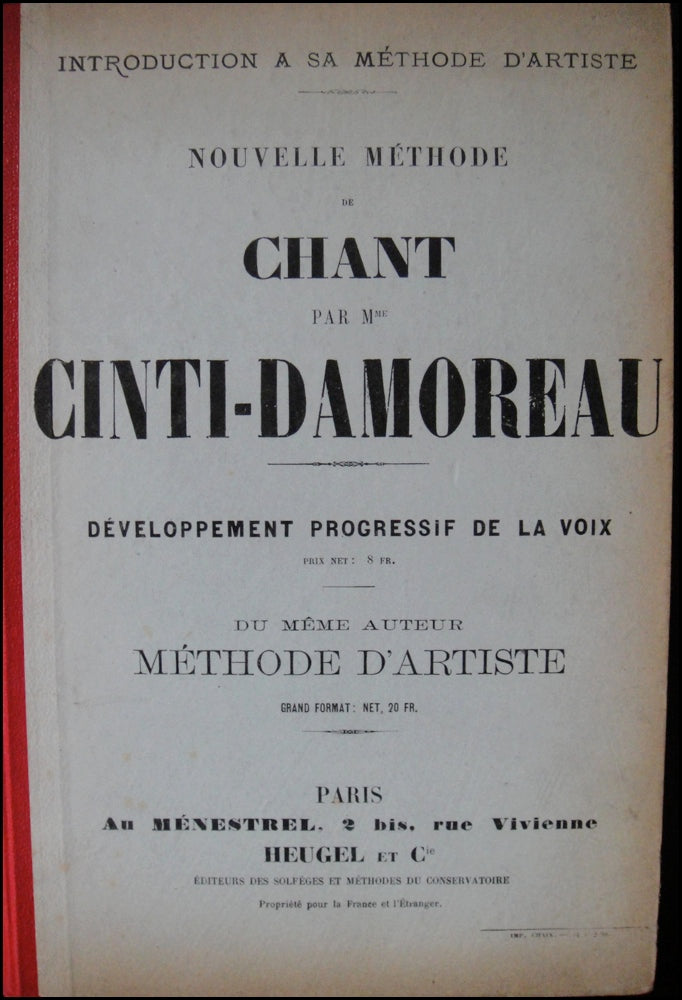 INTRODUCTION A SA MÉTHODE D'ARTISTE
NOUVELLE MÉTHODE
DE
CHANT
PAR MME
CINTI-DAMOREAU
DÉVELOPPEMENT PROGRESSIF DE LA VOIX
PRIX NET: 8 FR.
DU MÊME AUTEUR
MÉTHODE D'ARTISTE
GRAND FORMAT: NET, 20 FR.
PARIS
Au MÉNESTREL, 2 bis, rue Vivienne
HEUGEL ET Cie
ÉDITEURS DES SOLFÈGES ET MÉTHODES DU CONSERVATOIRE
Propriété pour la France et l'Étranger.
IMP. CHAIX.